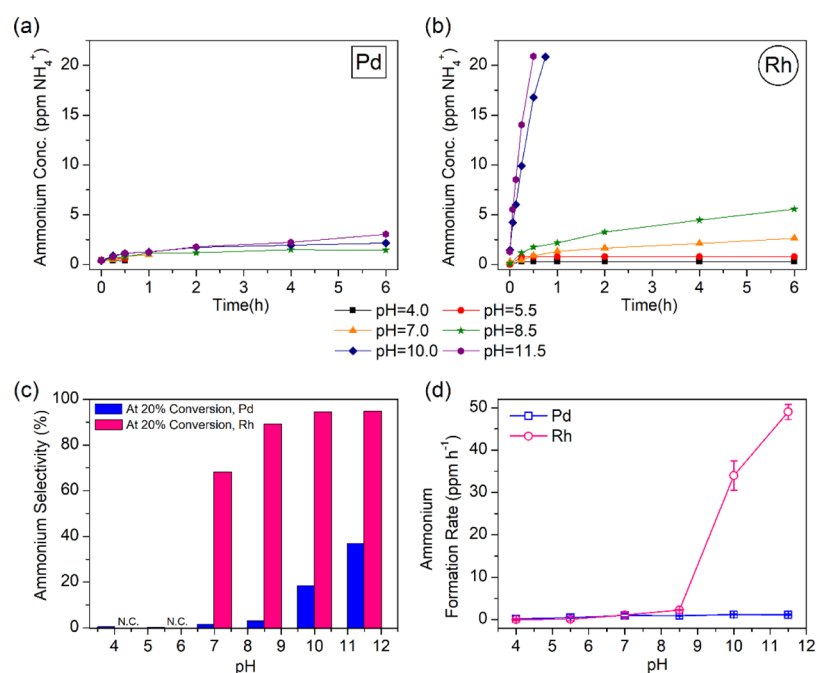 (a)
Pd
Ammonium Conc. (ppm NH₄⁺)
20
15
10
5
0
0 1 2 3 4 5 6
Time(h)
(b)
Rh
Ammonium Conc. (ppm NH₄⁺)
20
15
10
5
0
0 1 2 3 4 5 6
Time(h)
pH=4.0 pH=5.5
pH=7.0 pH=8.5
pH=10.0 pH=11.5
(c)
At 20% Conversion, Pd
At 20% Conversion, Rh
Ammonium Selectivity (%)
100
80
60
40
20
0
N.C. N.C.
4 5 6 7 8 9 10 11 12
pH
(d)
Pd
Rh
Ammonium
Formation Rate (ppm h⁻¹)
50
40
30
20
10
0
4 5 6 7 8 9 10 11 12
pH